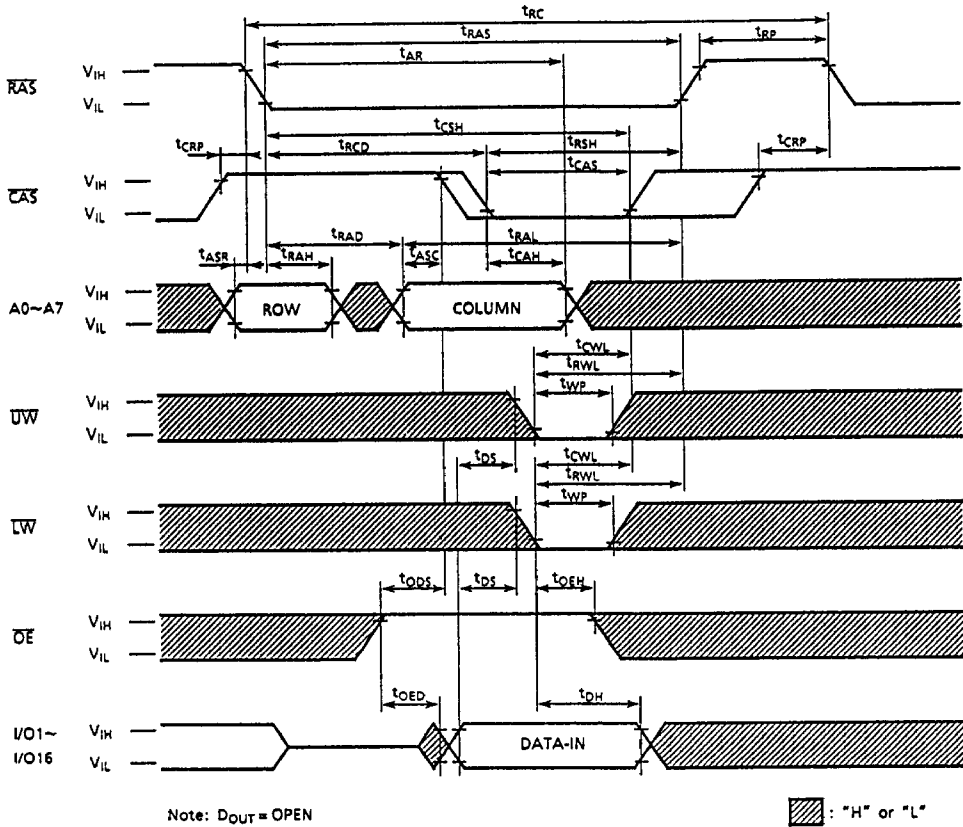 tRC
tRAS
tRP
tAR
RAS
VIH
VIL
tCSH
tCRP
tRCD
tRSH
tCRP
tCAS
CAS
VIH
VIL
tRAD
tRAL
tASR
tRAH
tASC
tCAH
A0~A7
VIH
VIL
ROW
COLUMN
tCWL
tRWL
tWP
UW
VIH
VIL
tDS
tCWL
tRWL
tWP
LW
VIH
VIL
tODS
tDS
tOEH
OE
VIH
VIL
tOED
tDH
I/O1~
I/O16
VIH
VIL
DATA-IN
Note: DOUT = OPEN
: "H" or "L"